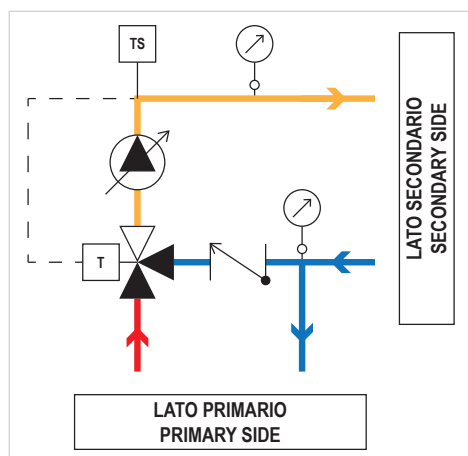 TS
LATO SECONDARIO
SECONDARY SIDE
T
LATO PRIMARIO
PRIMARY SIDE